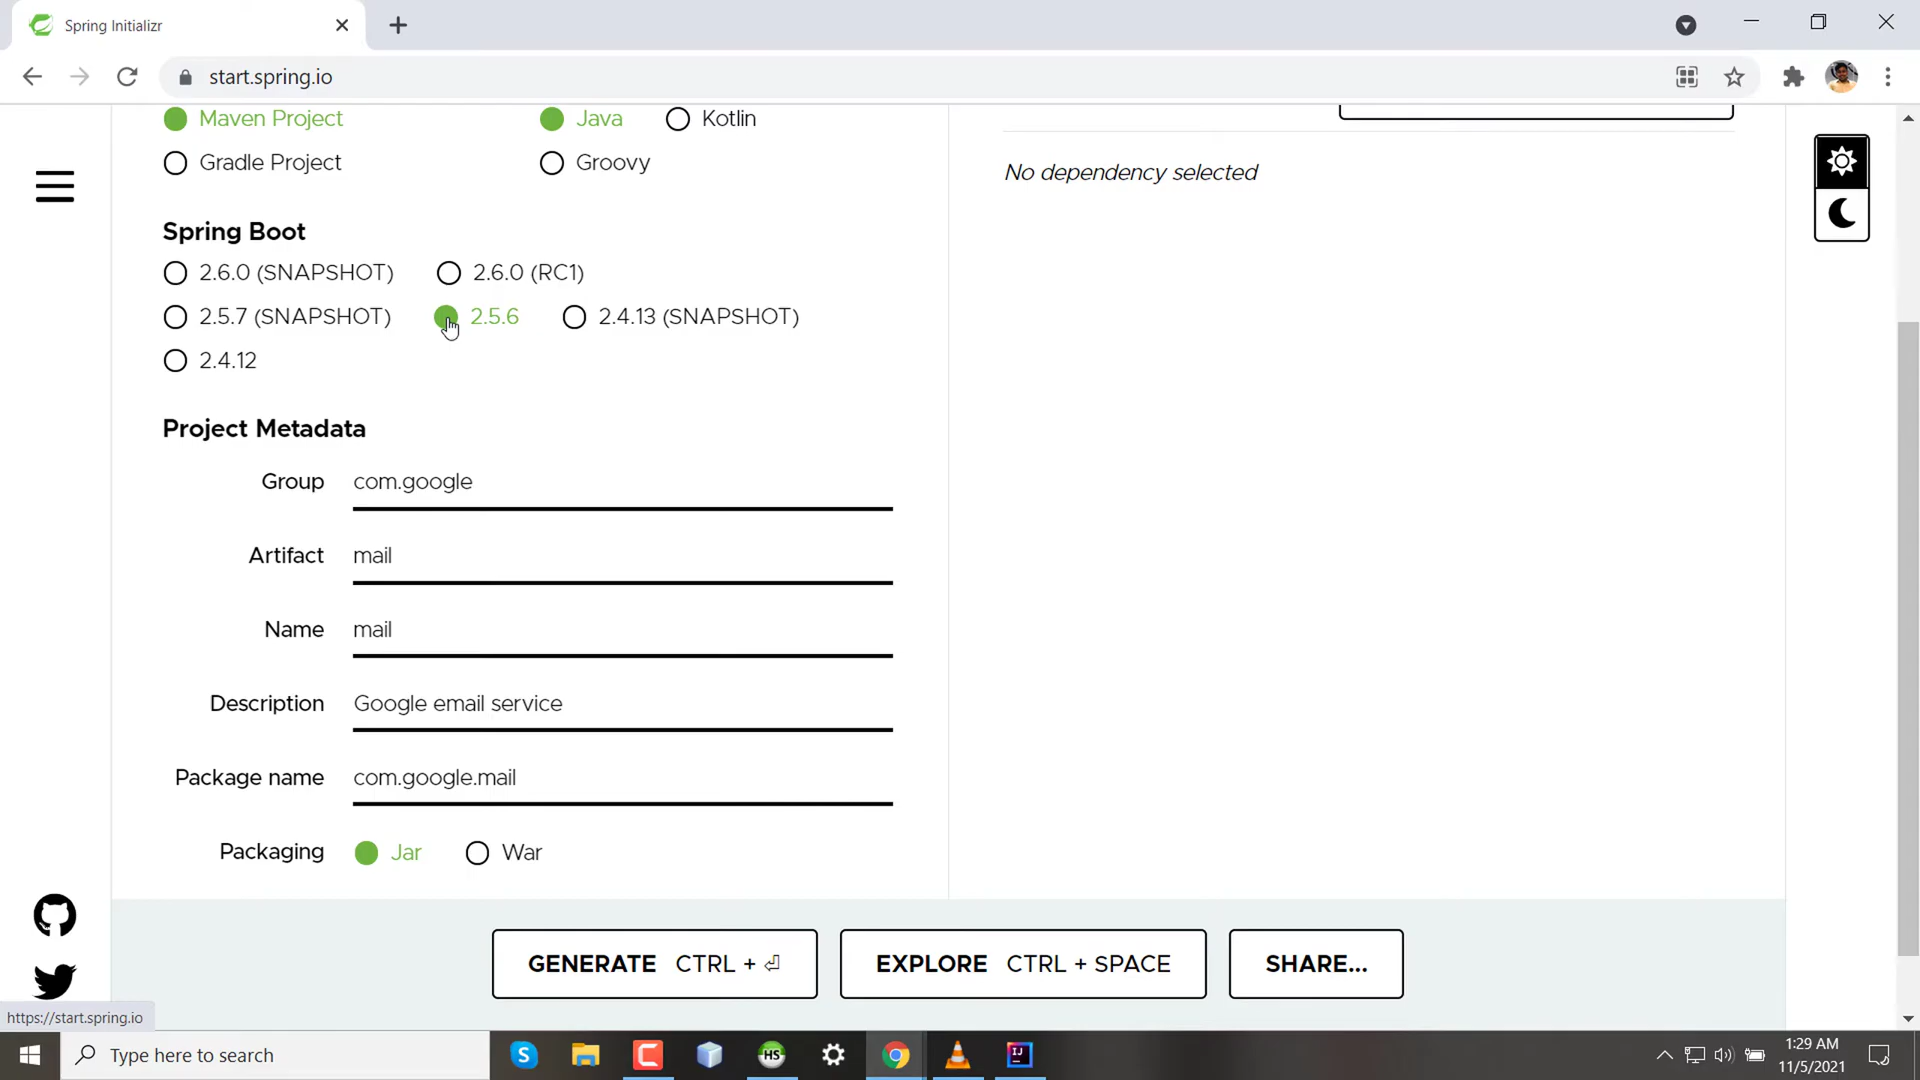 Spring Initializr
start.spring.io
Maven Project
Java
Kotlin
Gradle Project
Groovy
No dependency selected
Spring Boot
2.6.0 (SNAPSHOT)
2.6.0 (RC1)
2.5.7 (SNAPSHOT)
2.5.6
2.4.13 (SNAPSHOT)
2.4.12
Project Metadata
Group com.google
Artifact mail
Name mail
Description Google email service
Package name com.google.mail
Packaging Jar War
GENERATE CTRL + ⏎
EXPLORE CTRL + SPACE
SHARE...
https://start.spring.io
Type here to search
HS
IJ
1:29 AM
11/5/2021